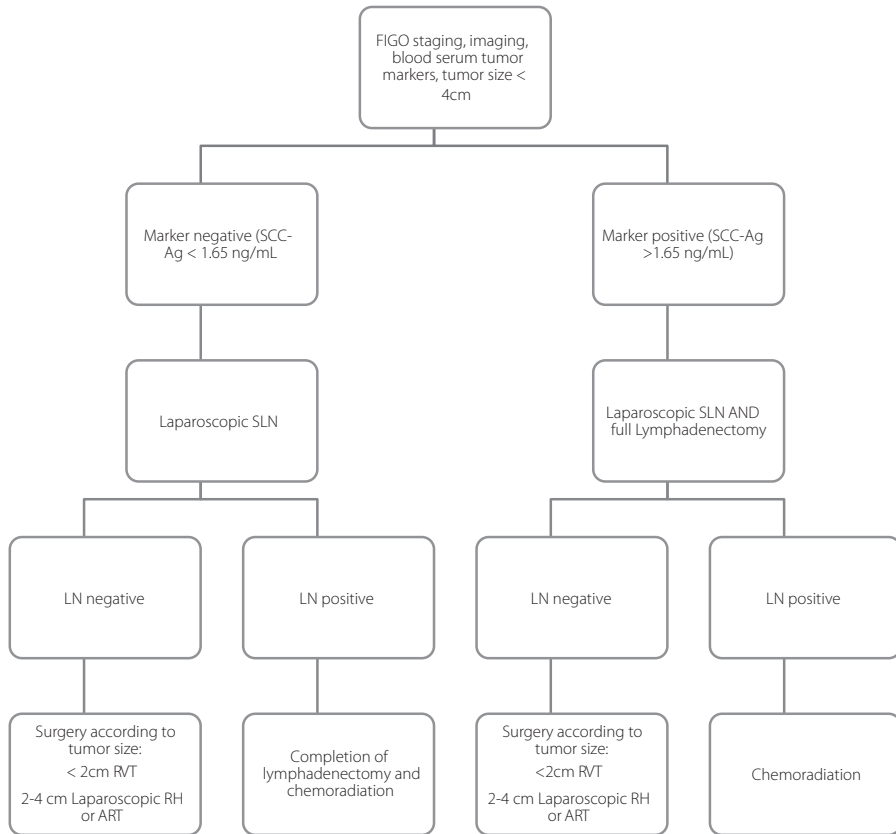 FIGO staging, imaging,
blood serum tumor
markers, tumor size <
4cm
Marker negative (SCC-
Ag < 1.65 ng/mL
Marker positive (SCC-Ag
>1.65 ng/mL)
Laparoscopic SLN
Laparoscopic SLN AND
full Lymphadenectomy
LN negative
LN positive
LN negative
LN positive
Surgery according to
tumor size:
< 2cm RVT
2-4 cm Laparoscopic RH
or ART
Completion of
lymphadenectomy and
chemoradiation
Surgery according to
tumor size:
<2cm RVT
2-4 cm Laparoscopic RH
or ART
Chemoradiation